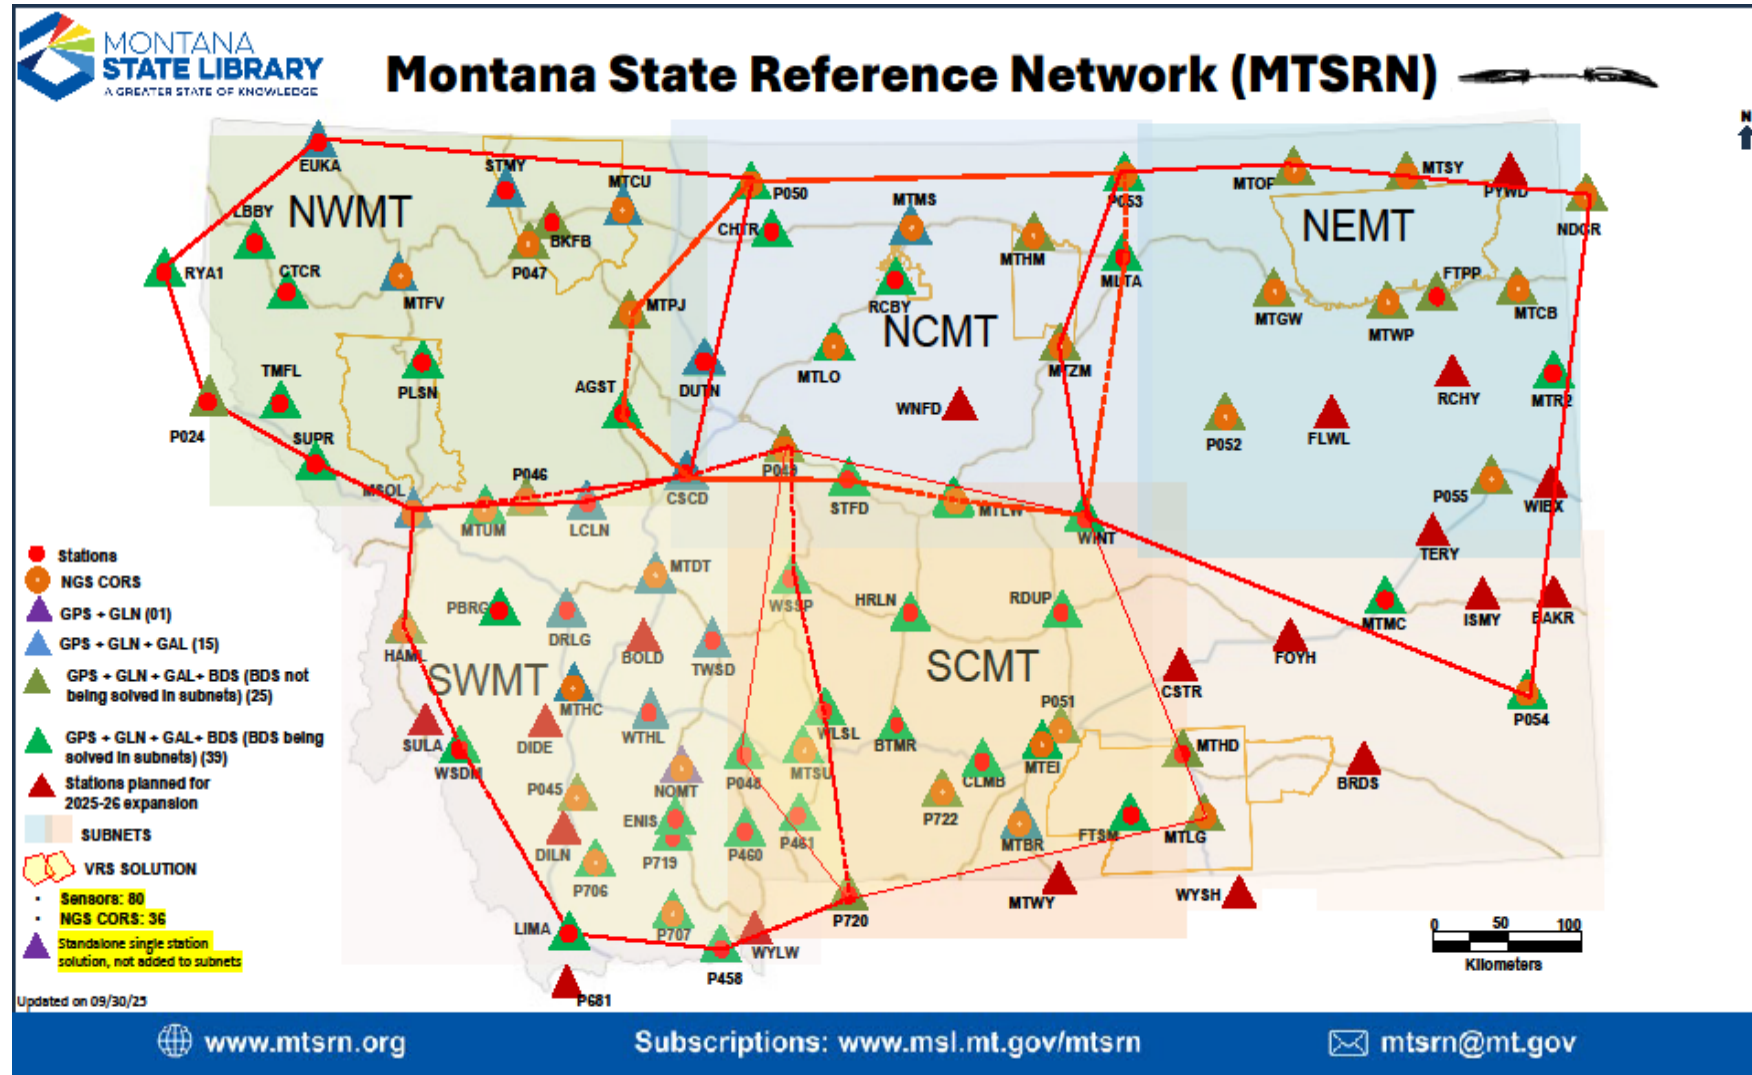 MONTANA
STATE LIBRARY
A GREATER STATE OF KNOWLEDGE
Montana State Reference Network (MTSRN)
N
EUKA
STMY
MTCU
P050
P053
MTOP
MTSY
PYWD
NDGR
LBBY
NWMT
BKFB
P047
CHTR
MTMS
MTHM
MLTA
NEMT
RYA1
CTCR
MTFV
MTPJ
RCBY
NCMT
MTGW
MTWP
FTPP
MTCB
TMFL
PLSN
AGST
DUTN
MTLO
MTZM
WNFD
RCHY
MTR2
P024
SUPR
P052
FLWL
MSOL
P046
CSCD
P049
STFD
MTLW
WINT
P055
WIBX
MTUM
LCLN
TERY
MTDT
PBRG
DRLG
WSSP
HRLN
RDUP
MTMC
ISMY
BAKR
HAML
BOLD
TWSD
SWMT
SCMT
FOYH
CSTR
MTHC
P051
P054
SULA
WSDM
DIDE
WTHL
WLSL
BTMR
MTEI
MTHD
BRDS
P045
NOMT
P048
MTSU
CLMB
P722
ENIS
DILN
P719
P460
P461
MTBR
FTSM
MTLG
P706
MTWY
WYSH
LIMA
P707
P720
WYLW
P458
P681
Stations
NGS CORS
GPS + GLN (01)
GPS + GLN + GAL (15)
GPS + GLN + GAL+ BDS (BDS not
being solved in subnets) (25)
GPS + GLN + GAL+ BDS (BDS being
solved in subnets) (39)
Stations planned for
2025-26 expansion
SUBNETS
VRS SOLUTION
Sensors: 80
NGS CORS: 36
Standalone single station
solution, not added to subnets
0 50 100
Kilometers
Updated on 09/30/25
www.mtsrn.org
Subscriptions: www.msl.mt.gov/mtsrn
mtsrn@mt.gov